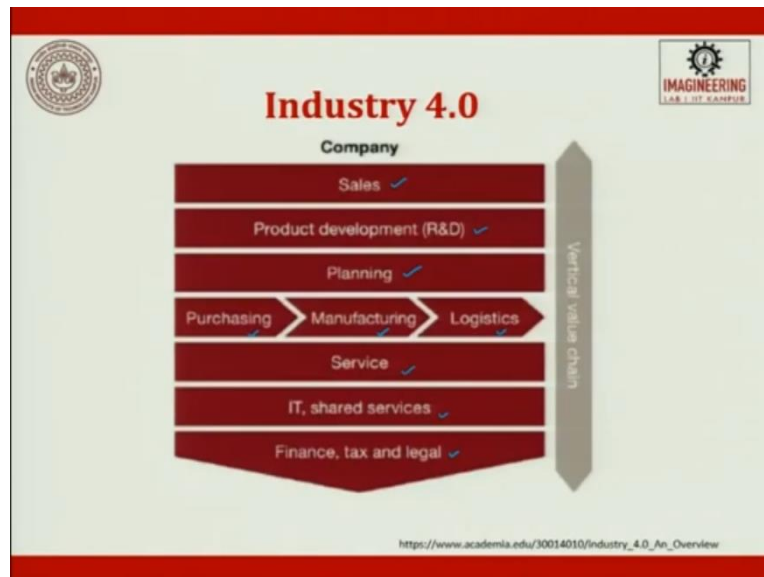 IMAGINEERING
LAB | IIT KANPUR
Industry 4.0
Company
Sales
Product development (R&D)
Planning
Purchasing Manufacturing Logistics
Service
IT, shared services
Finance, tax and legal
Vertical value chain
https://www.academia.edu/30014010/Industry_4.0_An_Overview